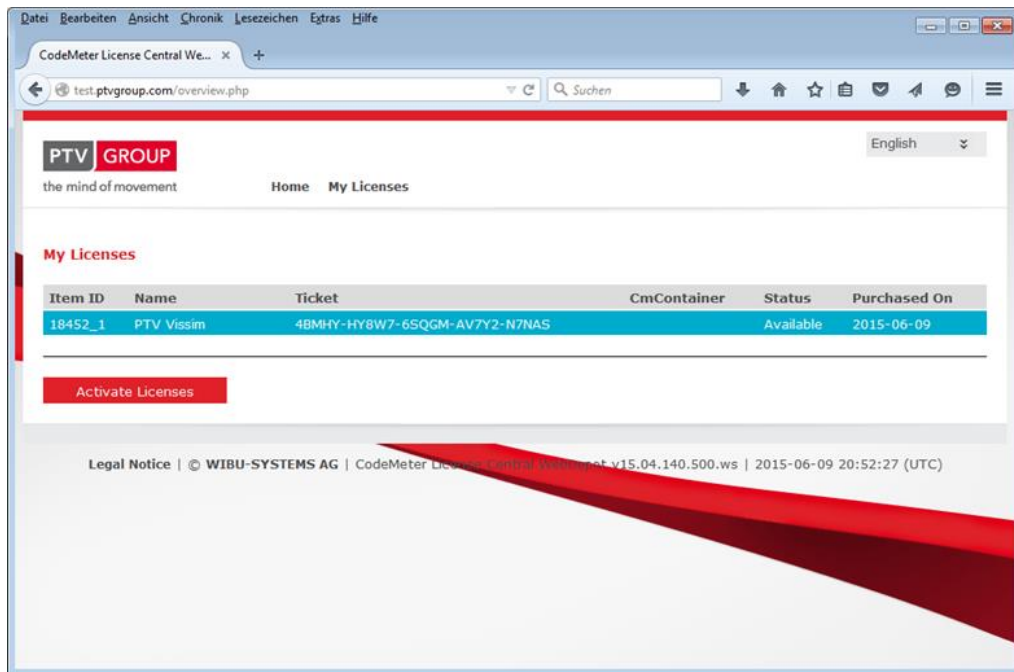 Datei Bearbeiten Ansicht Chronik Lesezeichen Extras Hilfe
CodeMeter License Central We... × +
test.ptvgroup.com/overview.php Suchen
English
PTV GROUP
the mind of movement
Home My Licenses
My Licenses
Item ID Name Ticket CmContainer Status Purchased On
18452_1 PTV Vissim 4BMHY-HY8W7-6SQGM-AV7Y2-N7NAS Available 2015-06-09
Activate Licenses
Legal Notice | © WIBU-SYSTEMS AG | CodeMeter License Central WebDepot v15.04.140.500.ws | 2015-06-09 20:52:27 (UTC)